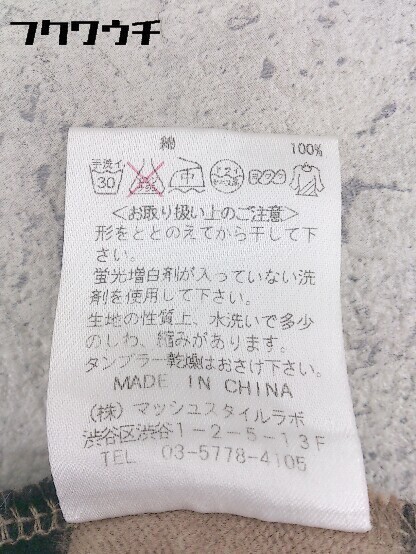 フクワウチ
綿 100%
手洗イ
30
中
<お取り扱い上のご注意>
形をととのえてから干して下
さい。
蛍光増白剤が入っていない洗
剤を使用して下さい。
生地の性質上、水洗いで多少
のしわ、縮みがあります。
タンブラー乾燥はおさけ下さい。
MADE IN CHINA
(株)マッシュスタイルラボ
渋谷区渋谷1-2-5-13F
TEL 03-5778-4105